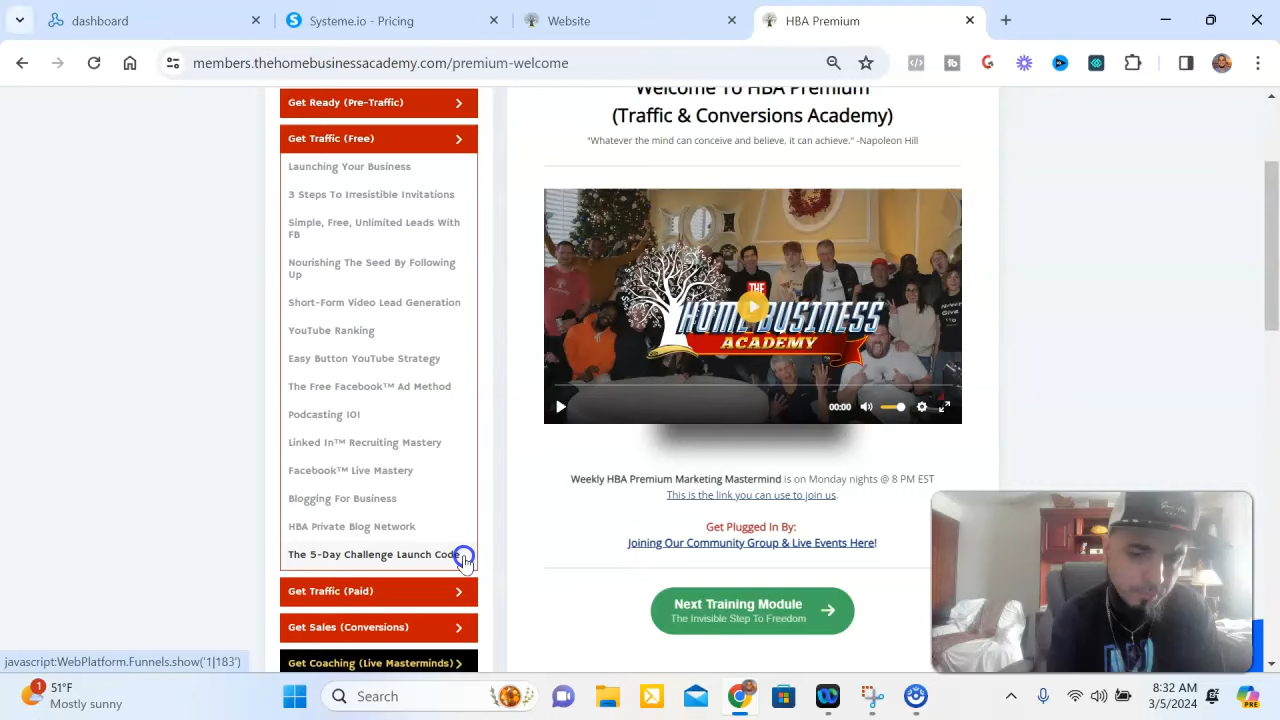 dashboard
Systeme.io - Pricing
Website
HBA Premium
members.thehomebusinessacademy.com/premium-welcome
Get Ready (Pre-Traffic)
Get Traffic (Free)
Launching Your Business
3 Steps To Irresistible Invitations
Simple, Free, Unlimited Leads With
FB
Nourishing The Seed By Following
Up
Short-Form Video Lead Generation
YouTube Ranking
Easy Button YouTube Strategy
The Free Facebook™ Ad Method
Podcasting 101
Linked In™ Recruiting Mastery
Facebook™ Live Mastery
Blogging For Business
HBA Private Blog Network
The 5-Day Challenge Launch Code
Get Traffic (Paid)
Get Sales (Conversions)
Get Coaching (Live Masterminds)
Welcome To HBA Premium
(Traffic & Conversions Academy)
"Whatever the mind can conceive and believe, it can achieve." -Napoleon Hill
THE
HOME BUSINESS
ACADEMY
00:00
Weekly HBA Premium Marketing Mastermind is on Monday nights @ 8 PM EST
This is the link you can use to join us.
Get Plugged In By:
Joining Our Community Group & Live Events Here!
Next Training Module
The Invisible Step To Freedom
javascript:WebPlatform.Funnels.show('1|183')
1
51°F
Mostly sunny
Search
8:32 AM
3/5/2024
PRE